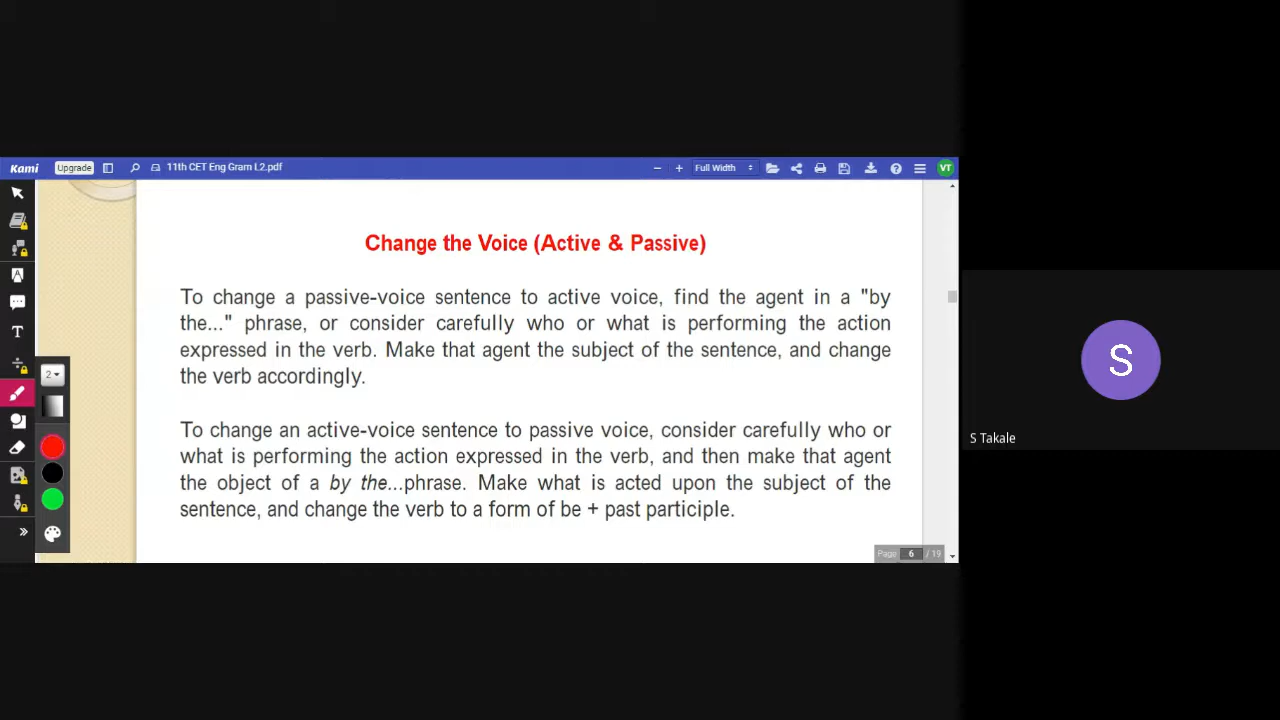 Kami Upgrade 11th CET Eng Gram L2.pdf Full Width VT
Change the Voice (Active & Passive)
To change a passive-voice sentence to active voice, find the agent in a "by
the..." phrase, or consider carefully who or what is performing the action
expressed in the verb. Make that agent the subject of the sentence, and change
the verb accordingly.
To change an active-voice sentence to passive voice, consider carefully who or
what is performing the action expressed in the verb, and then make that agent
the object of a by the...phrase. Make what is acted upon the subject of the
sentence, and change the verb to a form of be + past participle.
2
Page 6 / 19
S
S Takale